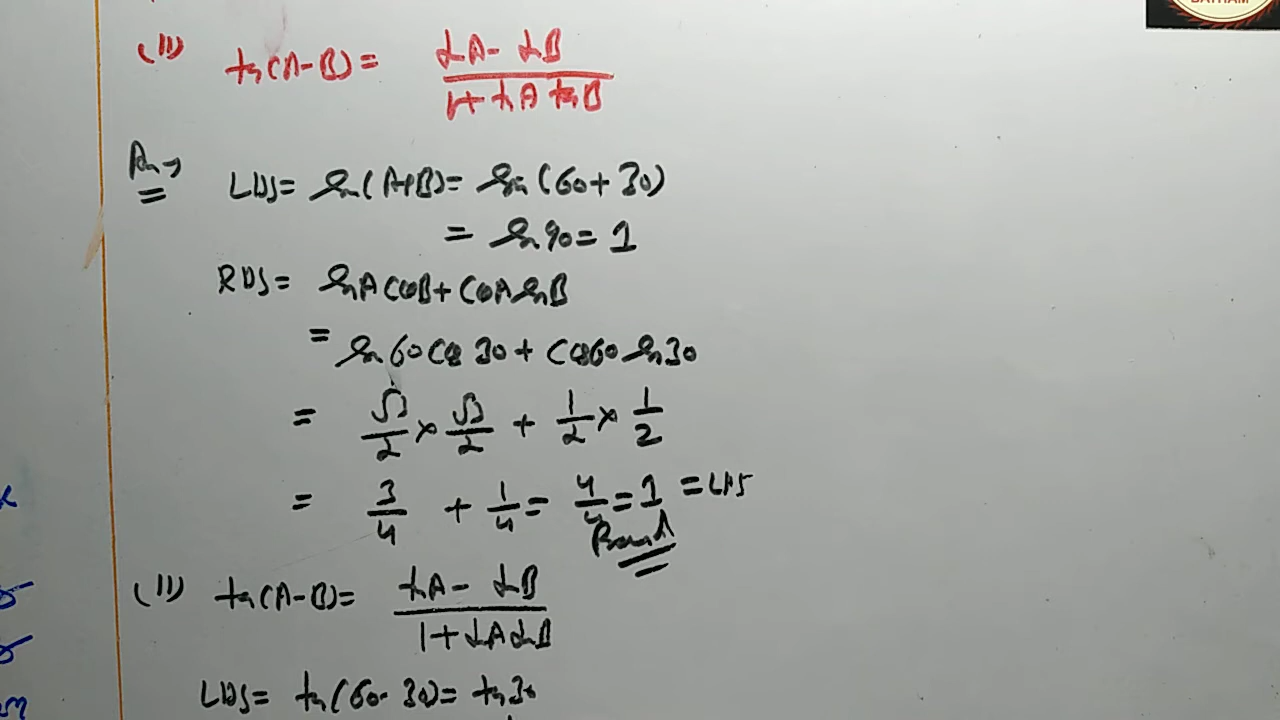 BATHAM
(II) tan(A-B) = tanA - tanB / 1 + tanA tanB
Ans→ LHS = sin(A+B) = sin(60+30)
= sin90 = 1
RHS = sinA cosB + cosA sinB
= sin60 cos30 + cos60 sin30
= √3/2 × √3/2 + 1/2 × 1/2
= 3/4 + 1/4 = 4/4 = 1 = LHS
Proved
(II) tan(A-B) = tanA - tanB / 1 + tanA tanB
LHS = tan(60-30) = tan30